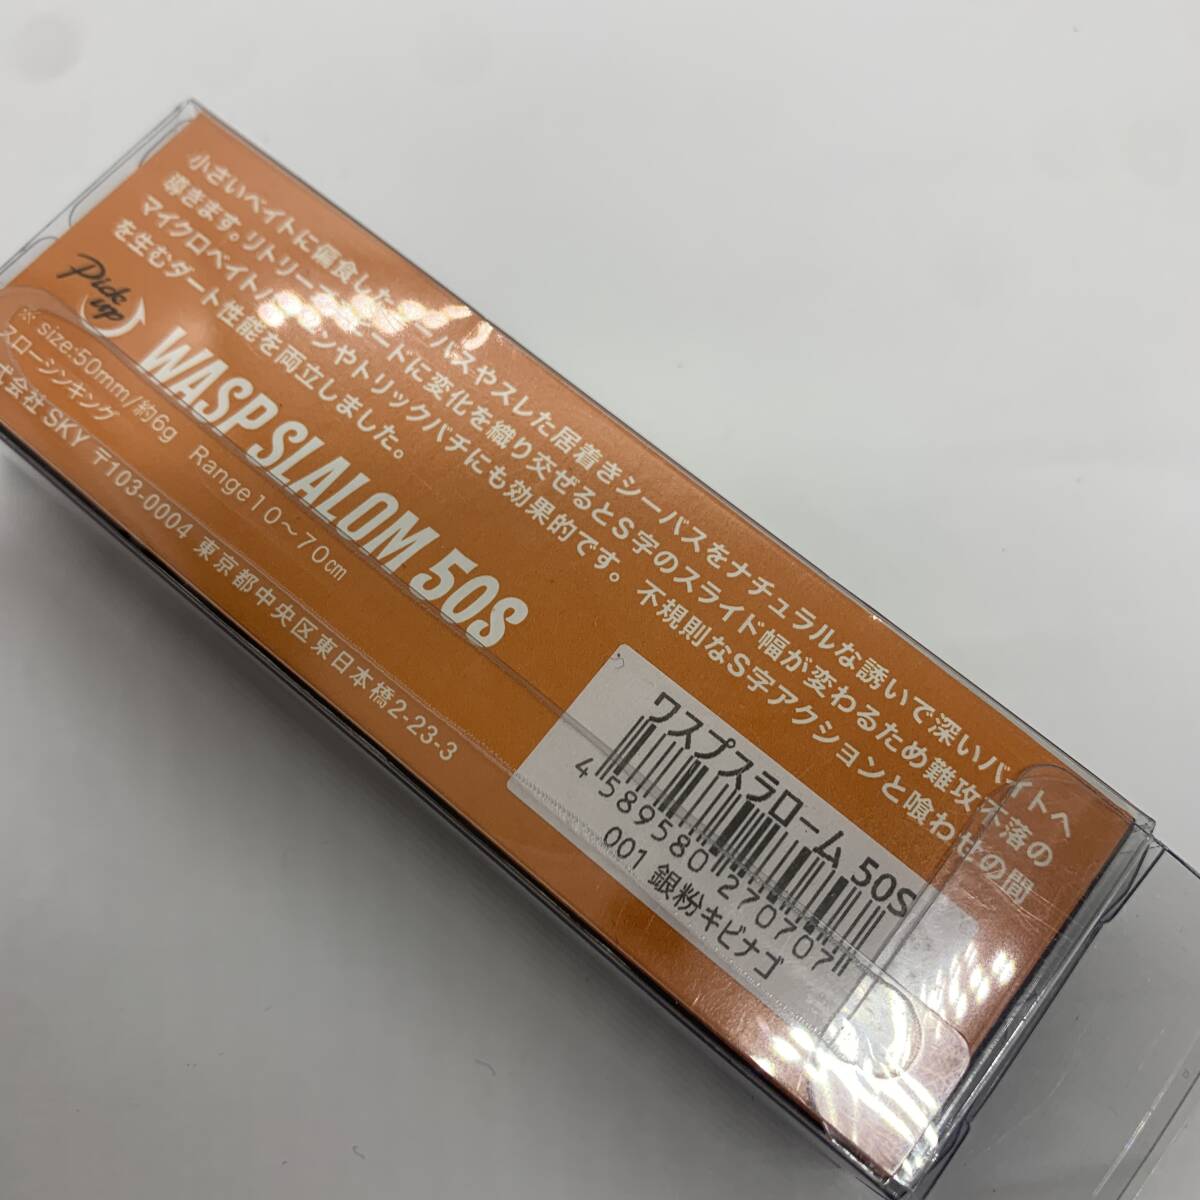 小さいベイトに偏食したシーバスやスレた居着きシーバスをナチュラルな誘いで深いバイトへ
導きます。リトリーブスピードに変化を織り交ぜるとS字のスライド幅が変わるため難攻不落の
マイクロベイトパターンやトリックバチにも効果的です。 不規則なS字アクションと喰わせの間
を生むダート性能を両立しました。
Pick
up
WASP SLALOM 50S
※ size:50mm/約6g Range10〜70cm
スローシンキング
式会社 SKY 〒103-0004 東京都中央区東日本橋2-23-3
ワスプスラローム 50S
4 589580 270707
001 銀粉キビナゴ